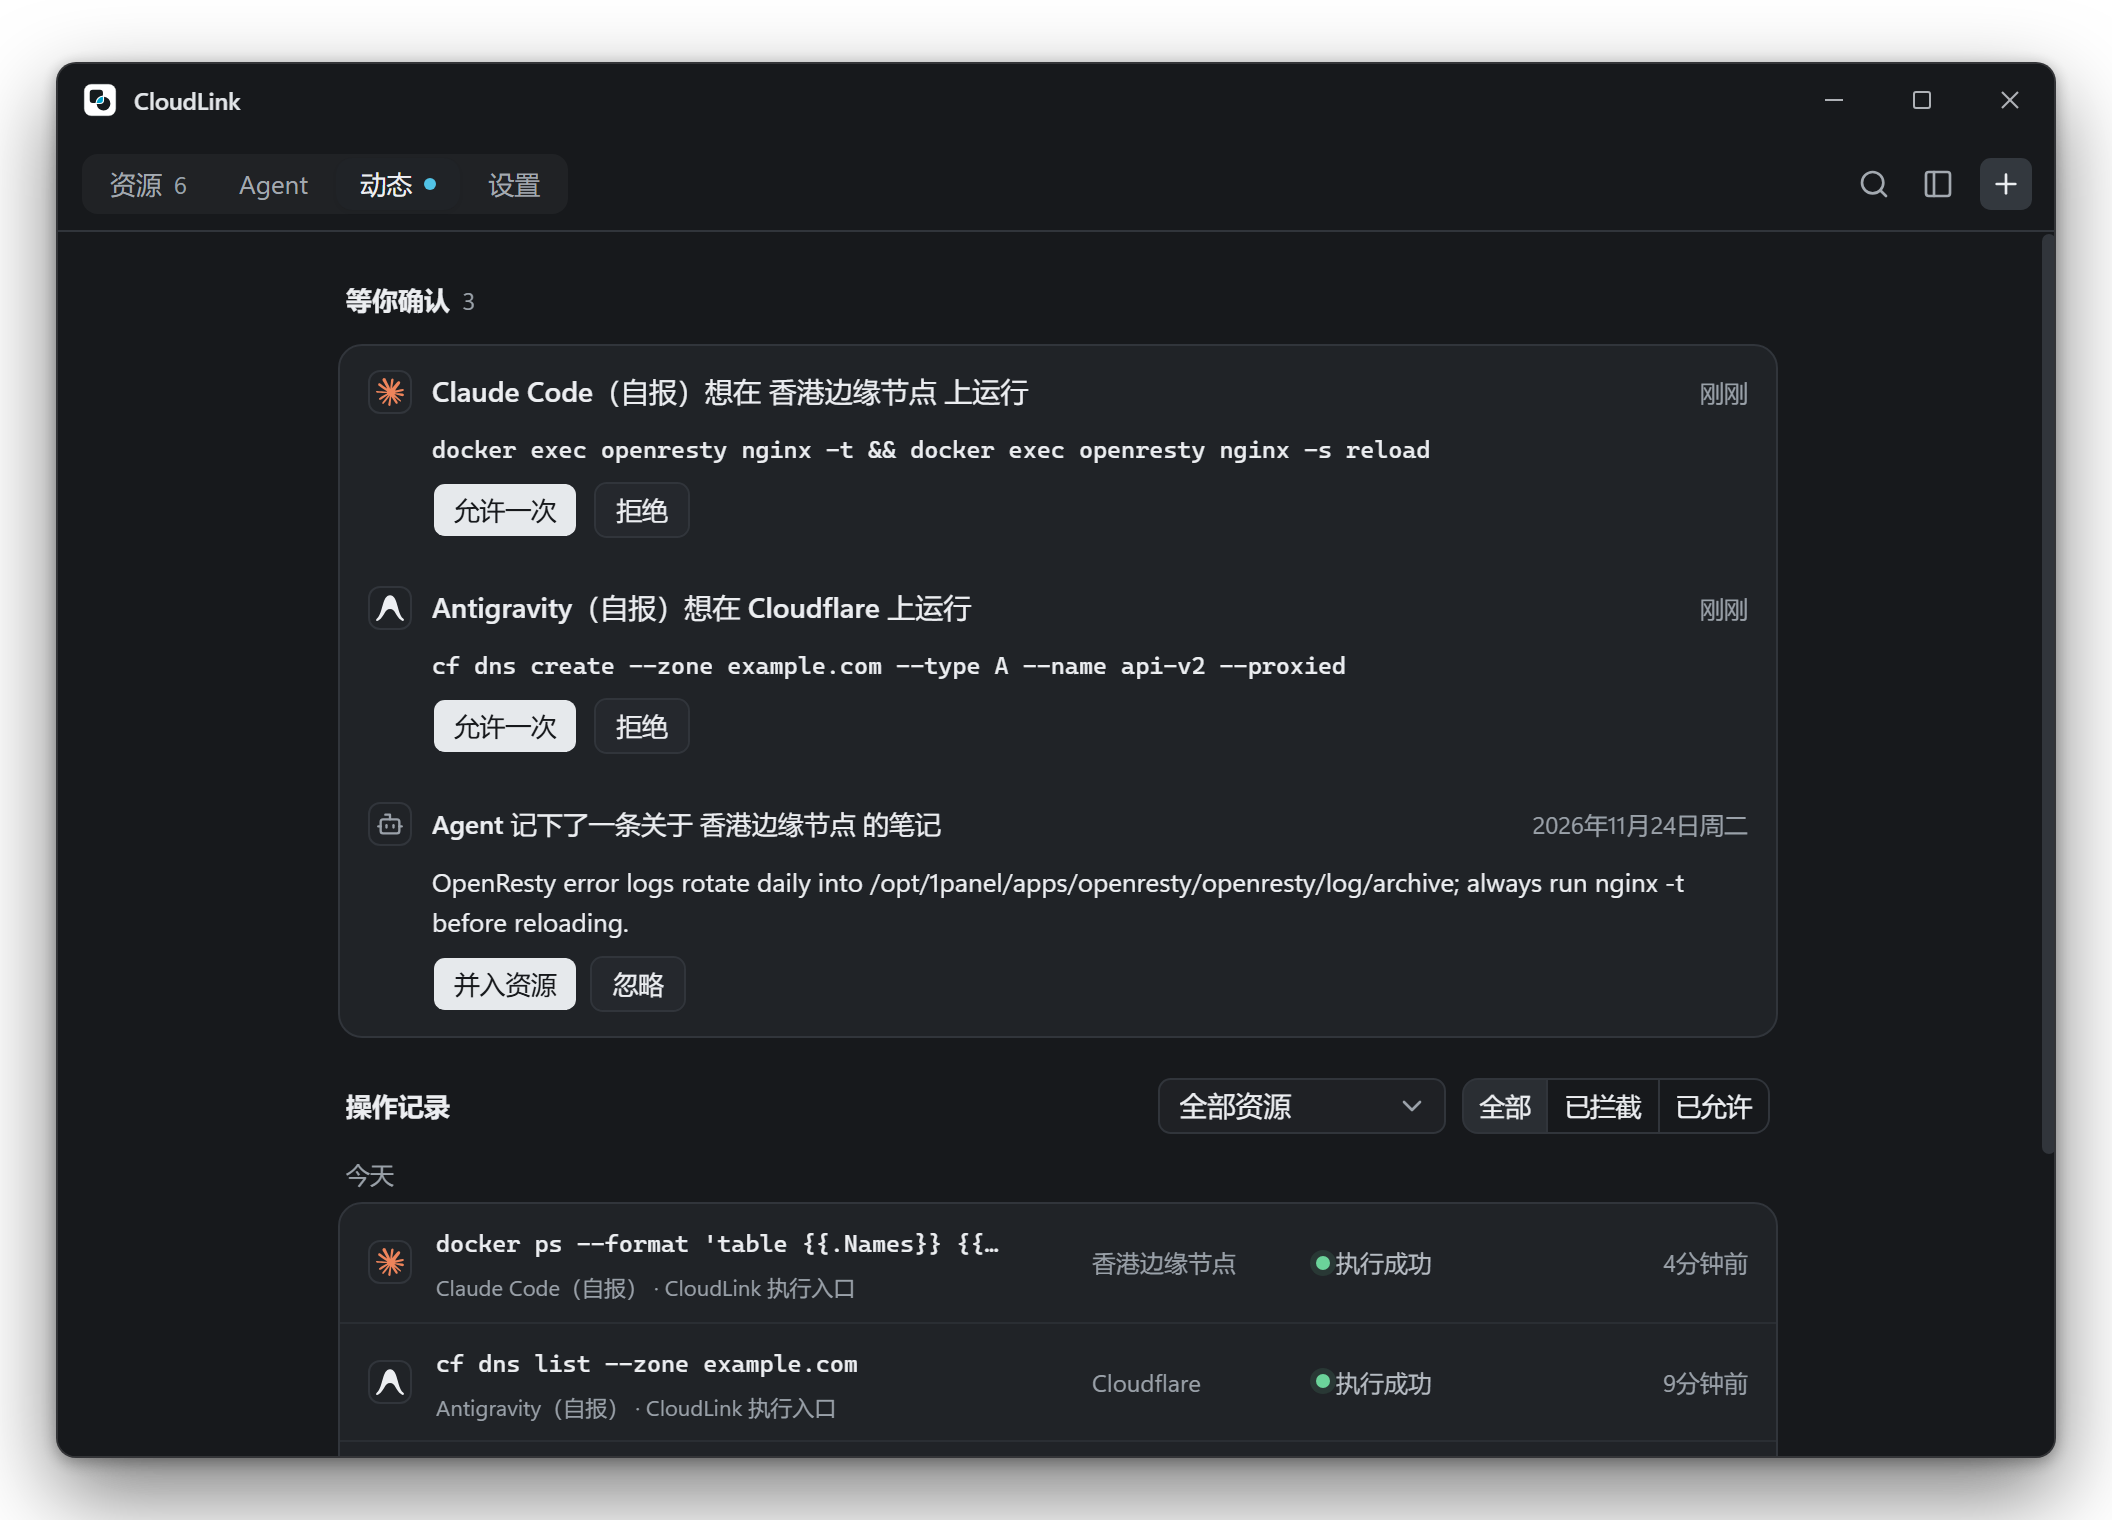 CloudLink
资源 6 Agent 动态 设置
等你确认 3
Claude Code（自报）想在 香港边缘节点 上运行 刚刚
docker exec openresty nginx -t && docker exec openresty nginx -s reload
允许一次 拒绝
Antigravity（自报）想在 Cloudflare 上运行 刚刚
cf dns create --zone example.com --type A --name api-v2 --proxied
允许一次 拒绝
Agent 记下了一条关于 香港边缘节点 的笔记 2026年11月24日周二
OpenResty error logs rotate daily into /opt/1panel/apps/openresty/openresty/log/archive; always run nginx -t
before reloading.
并入资源 忽略
操作记录 全部资源 全部 已拦截 已允许
今天
docker ps --format 'table {{.Names}} {{…
香港边缘节点 执行成功 4分钟前
Claude Code（自报） · CloudLink 执行入口
cf dns list --zone example.com
Cloudflare 执行成功 9分钟前
Antigravity（自报） · CloudLink 执行入口